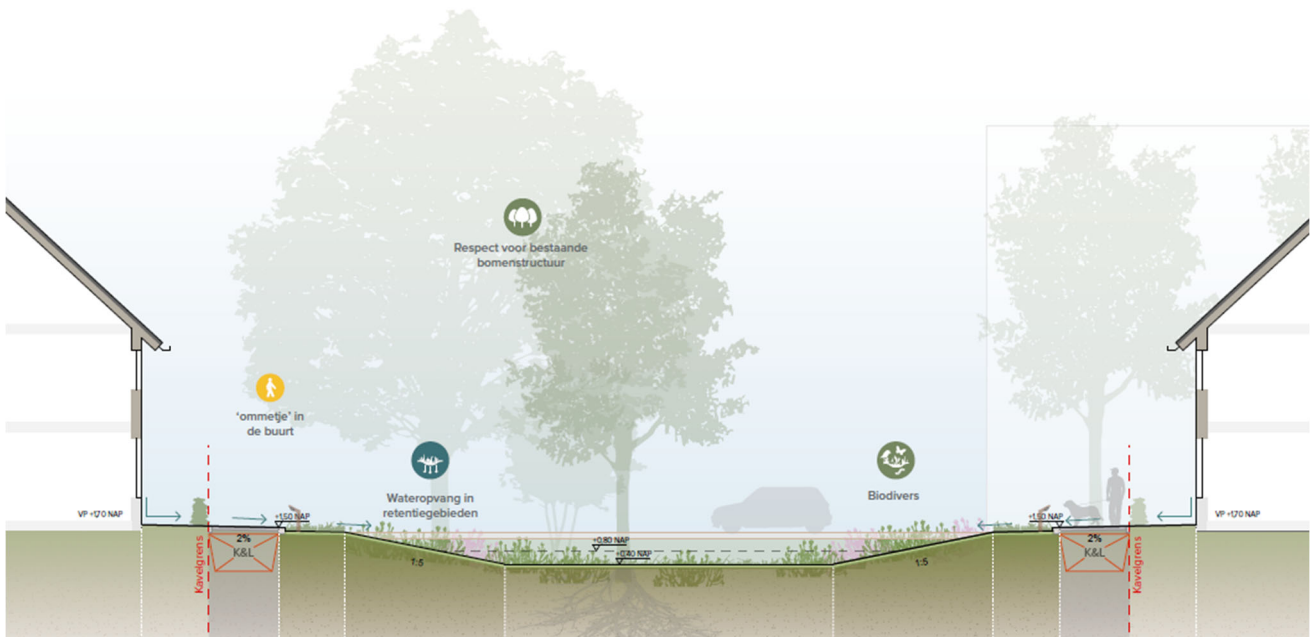 Respect voor bestaande
bomenstructuur
'ommetje' in
de buurt
Wateropvang in
retentiegebieden
Biodivers
VP +1,70 NAP
+1,50 NAP
+1,50 NAP
VP +1,70 NAP
2%
K&L
Kavelgrens
+0,80 NAP
+0,40 NAP
1:5
1:5
2%
K&L
Kavelgrens